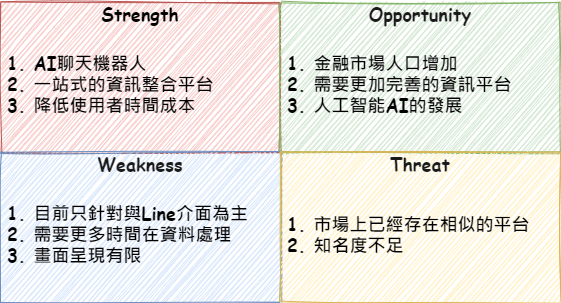 Strength
1. AI聊天機器人
2. 一站式的資訊整合平台
3. 降低使用者時間成本
Opportunity
1. 金融市場人口增加
2. 需要更加完善的資訊平台
3. 人工智能AI的發展
Weakness
1. 目前只針對與Line介面為主
2. 需要更多時間在資料處理
3. 畫面呈現有限
Threat
1. 市場上已經存在相似的平台
2. 知名度不足